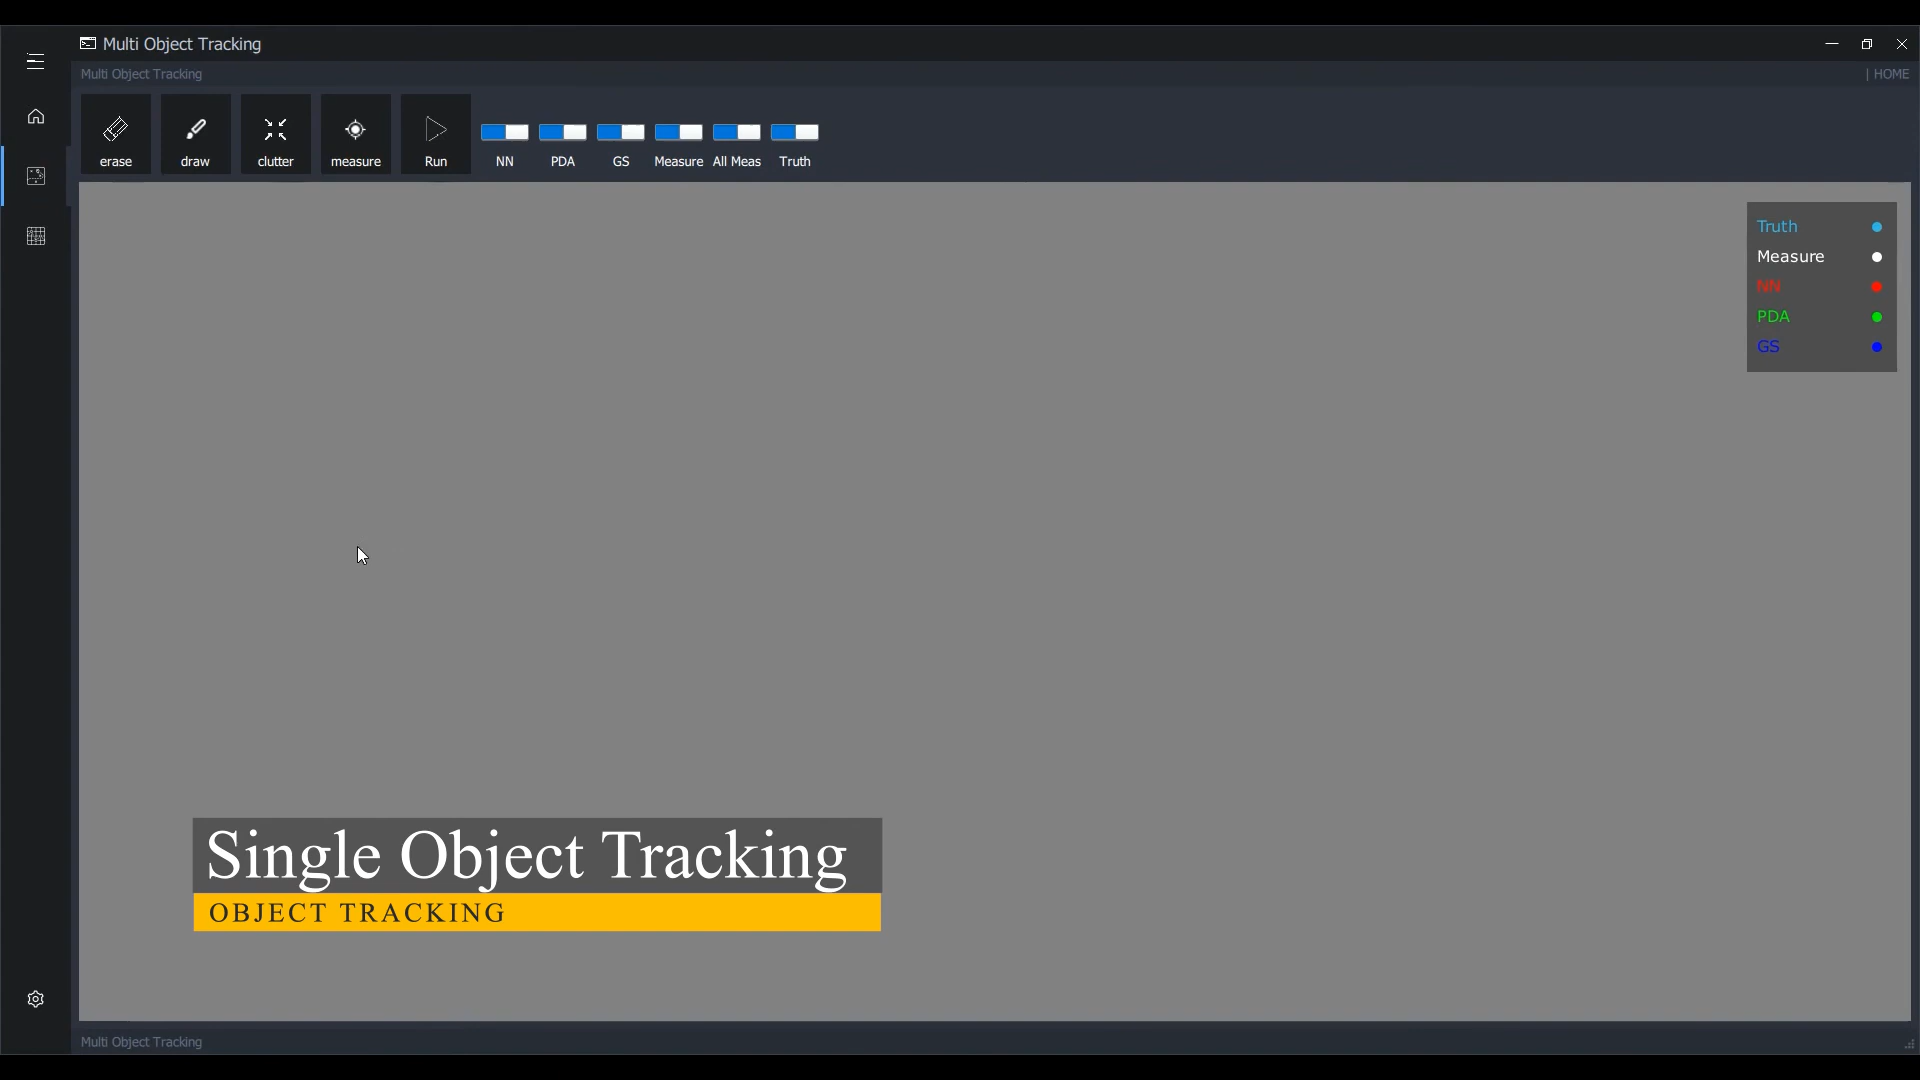 Multi Object Tracking
Multi Object Tracking
| HOME
erase
draw
clutter
measure
Run
NN
PDA
GS
Measure
All Meas
Truth
Truth
Measure
NN
PDA
GS
Single Object Tracking
OBJECT TRACKING
Multi Object Tracking